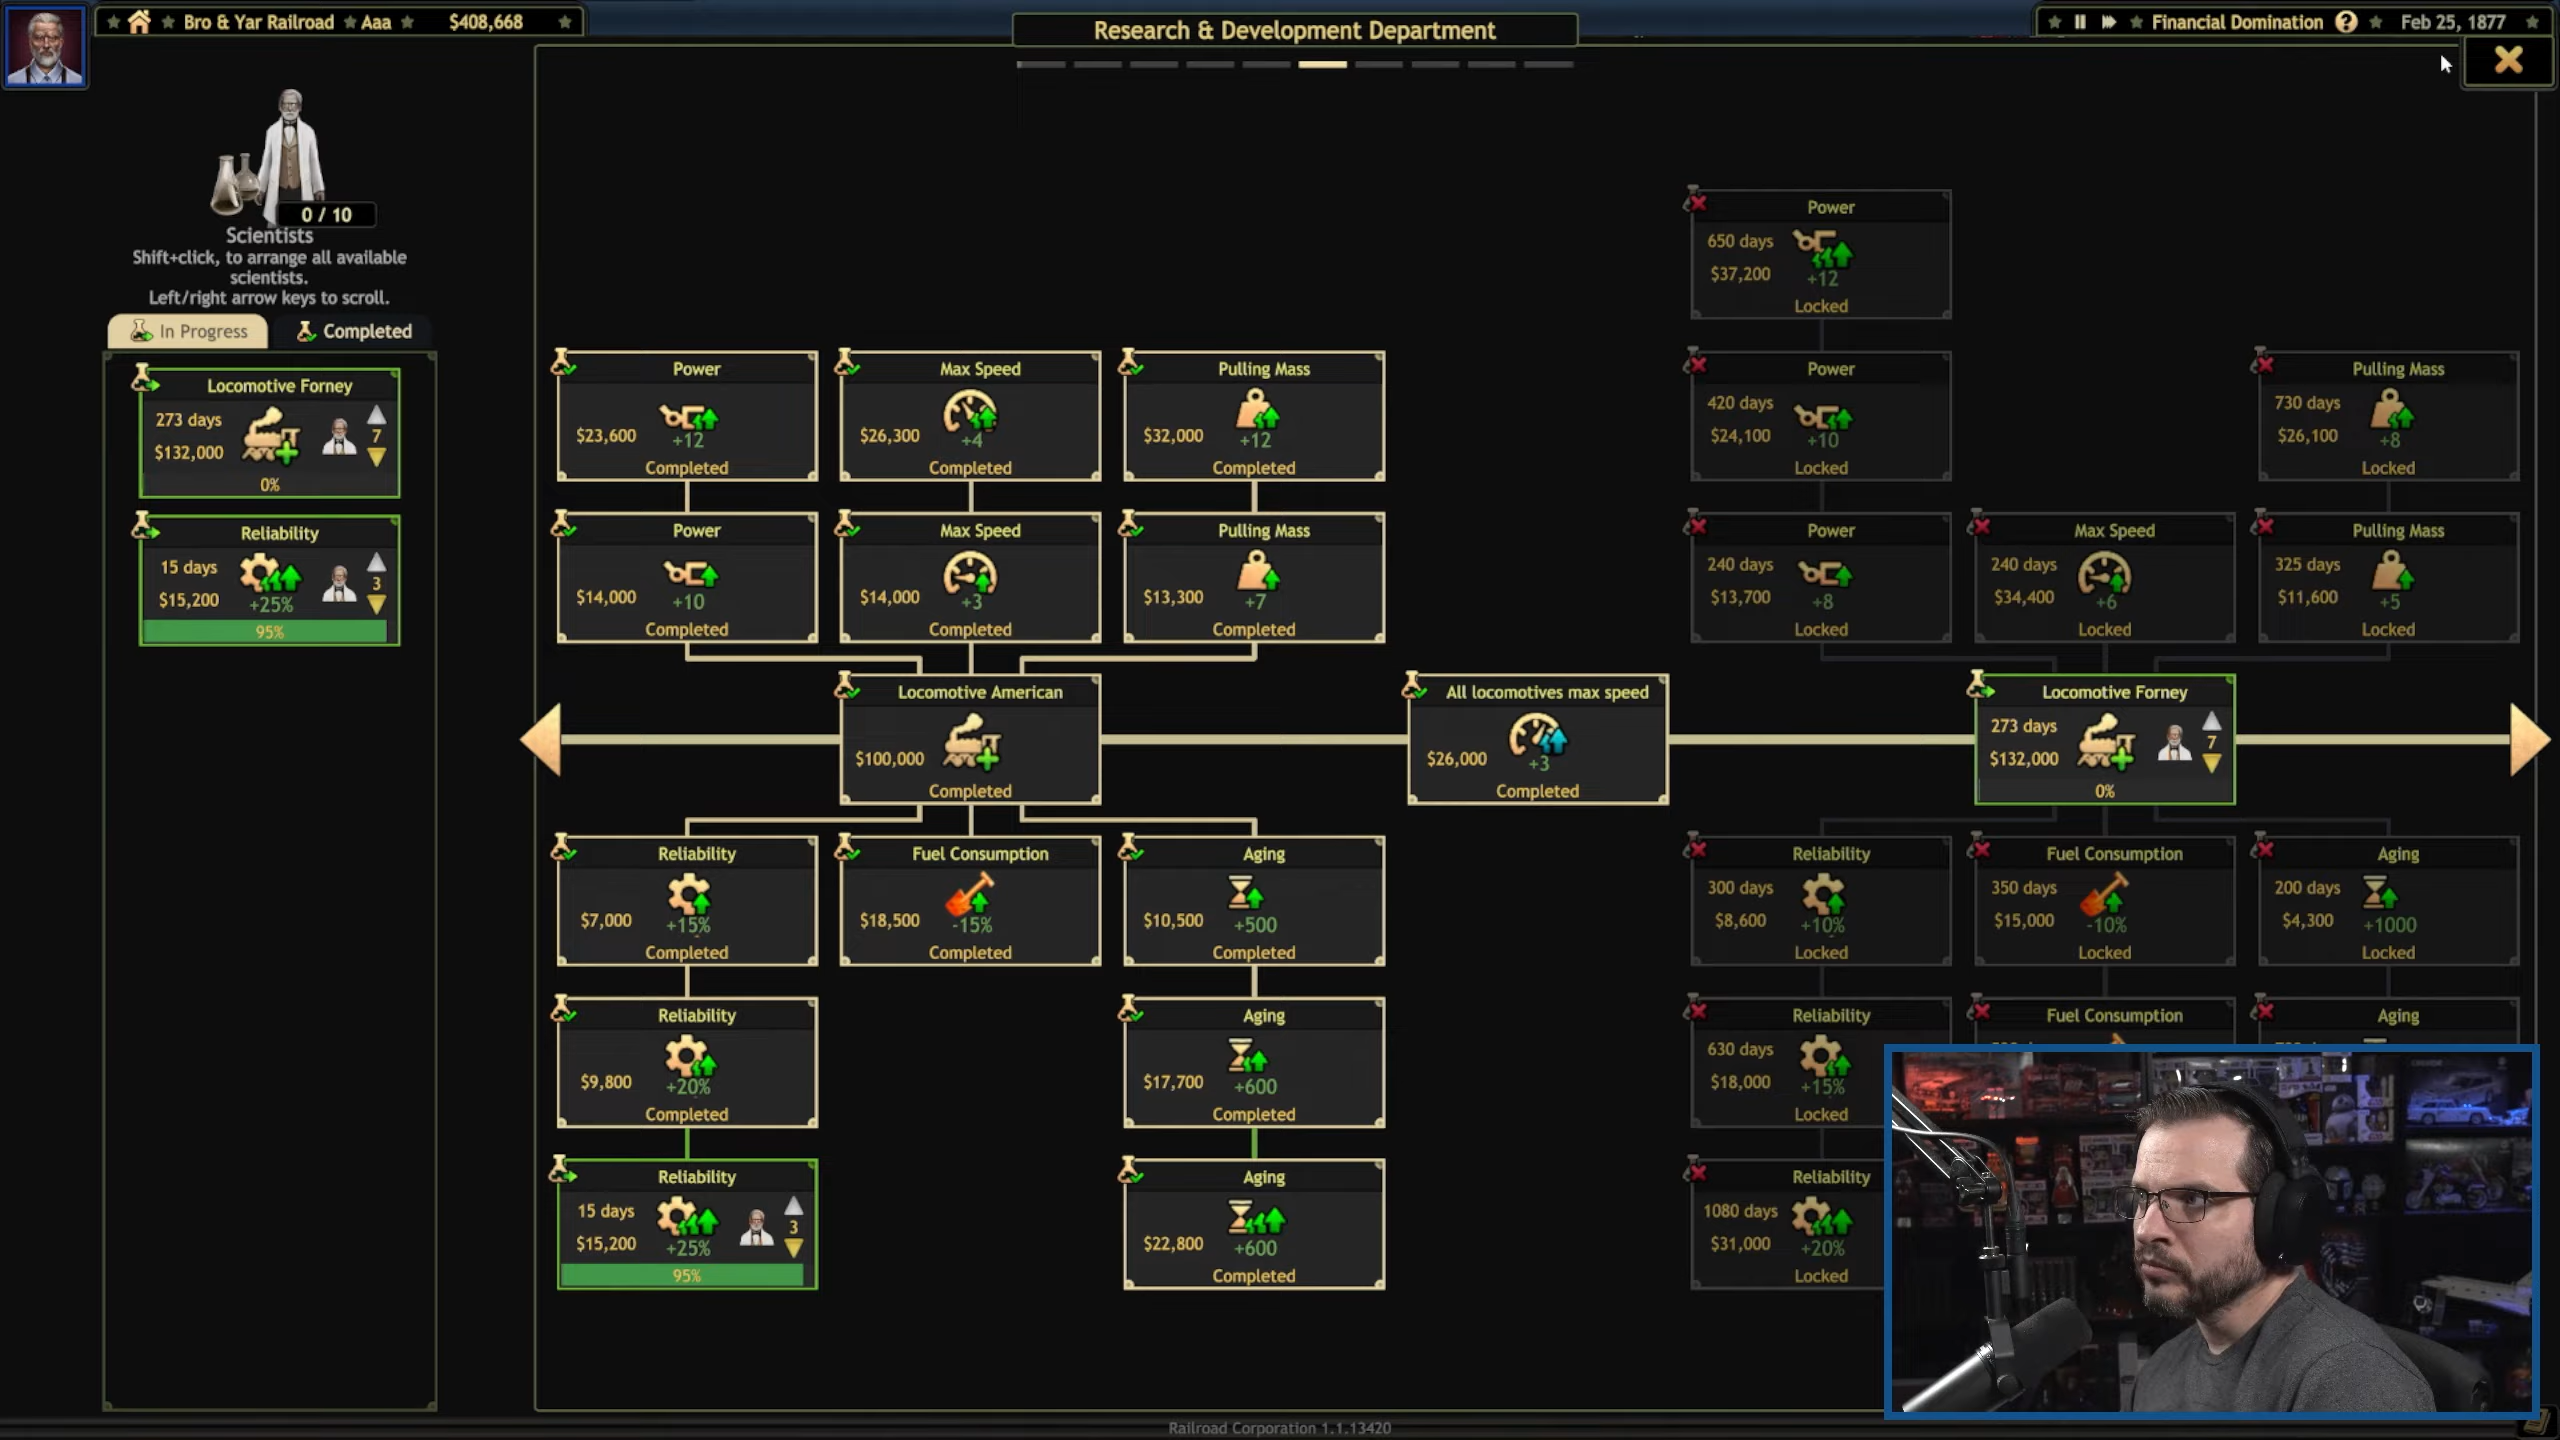 Bro & Yar Railroad
Aaa
$408,668
Research & Development Department
Financial Domination
Feb 25, 1877
0 / 10
Scientists
Shift+click, to arrange all available
scientists.
Left/right arrow keys to scroll.
In Progress
Completed
Locomotive Forney
273 days
$132,000
7
0%
Reliability
15 days
$15,200
+25%
3
95%
Power
650 days
$37,200
+12
Locked
Power
$23,600
+12
Completed
Max Speed
$26,300
+4
Completed
Pulling Mass
$32,000
+12
Completed
Power
420 days
$24,100
+10
Locked
Pulling Mass
730 days
$26,100
+8
Locked
Power
$14,000
+10
Completed
Max Speed
$14,000
+3
Completed
Pulling Mass
$13,300
+7
Completed
Power
240 days
$13,700
+8
Locked
Max Speed
240 days
$34,400
+6
Locked
Pulling Mass
325 days
$11,600
+5
Locked
Locomotive American
$100,000
Completed
All locomotives max speed
$26,000
+3
Completed
Locomotive Forney
273 days
$132,000
7
0%
Reliability
$7,000
+15%
Completed
Fuel Consumption
$18,500
-15%
Completed
Aging
$10,500
+500
Completed
Reliability
300 days
$8,600
+10%
Locked
Fuel Consumption
350 days
$15,000
-10%
Locked
Aging
200 days
$4,300
+1000
Locked
Reliability
$9,800
+20%
Completed
Aging
$17,700
+600
Completed
Reliability
630 days
$18,000
+15%
Locked
Fuel Consumption
Aging
Reliability
15 days
$15,200
+25%
3
95%
Aging
$22,800
+600
Completed
Reliability
1080 days
$31,000
+20%
Locked
Railroad Corporation 1.1.13420